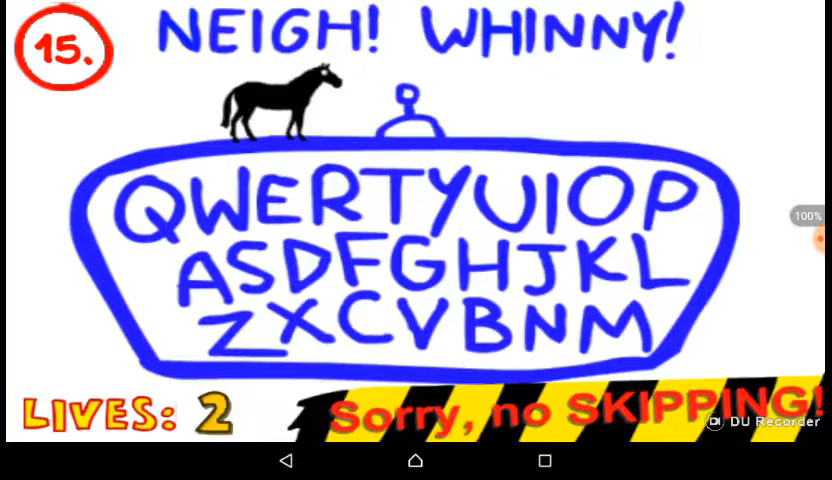 15.
NEIGH! WHINNY!
QWERTYUIOP
ASDFGHJKL
ZXCVBNM
100%
LIVES: 2
Sorry, no SKIPPING!
DU Recorder